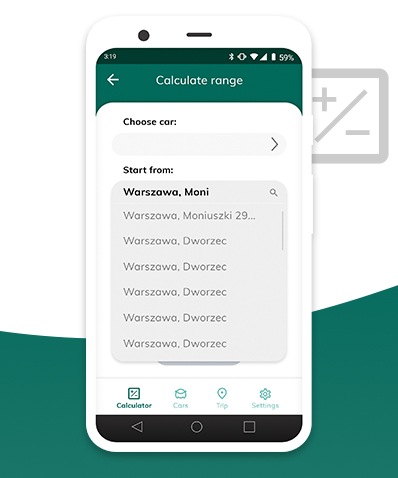 3:19
59%
Calculate range
Choose car:
Start from:
Warszawa, Moni
Warszawa, Moniuszki 29...
Warszawa, Dworzec
Warszawa, Dworzec
Warszawa, Dworzec
Warszawa, Dworzec
Warszawa, Dworzec
Calculator
Cars
Trip
Settings